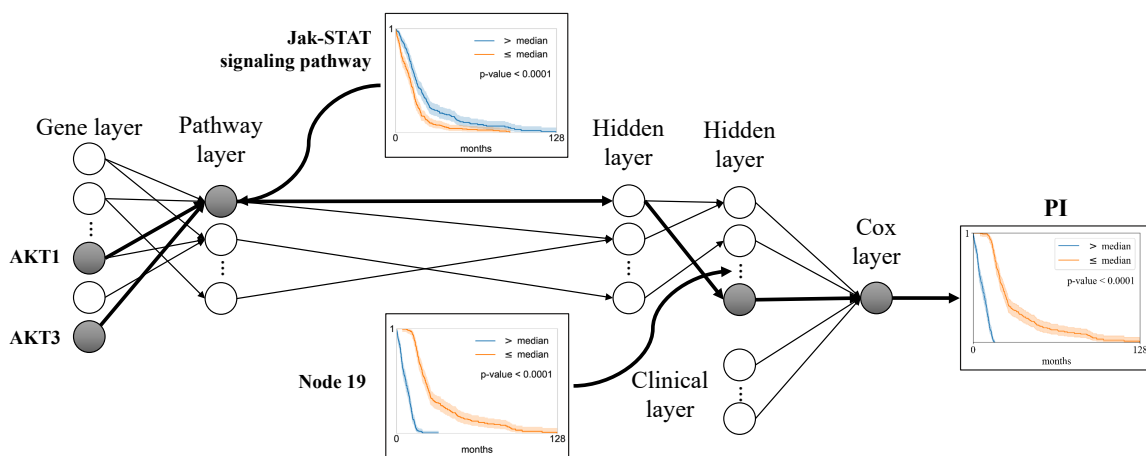 Jak-STAT
signaling pathway
1
> median
≤ median
p-value < 0.0001
0
128
months
Gene layer
Pathway
layer
Hidden
layer
Hidden
layer
AKT1
AKT3
Cox
layer
PI
1
> median
≤ median
p-value < 0.0001
0
128
months
Node 19
1
> median
≤ median
p-value < 0.0001
0
128
months
Clinical
layer